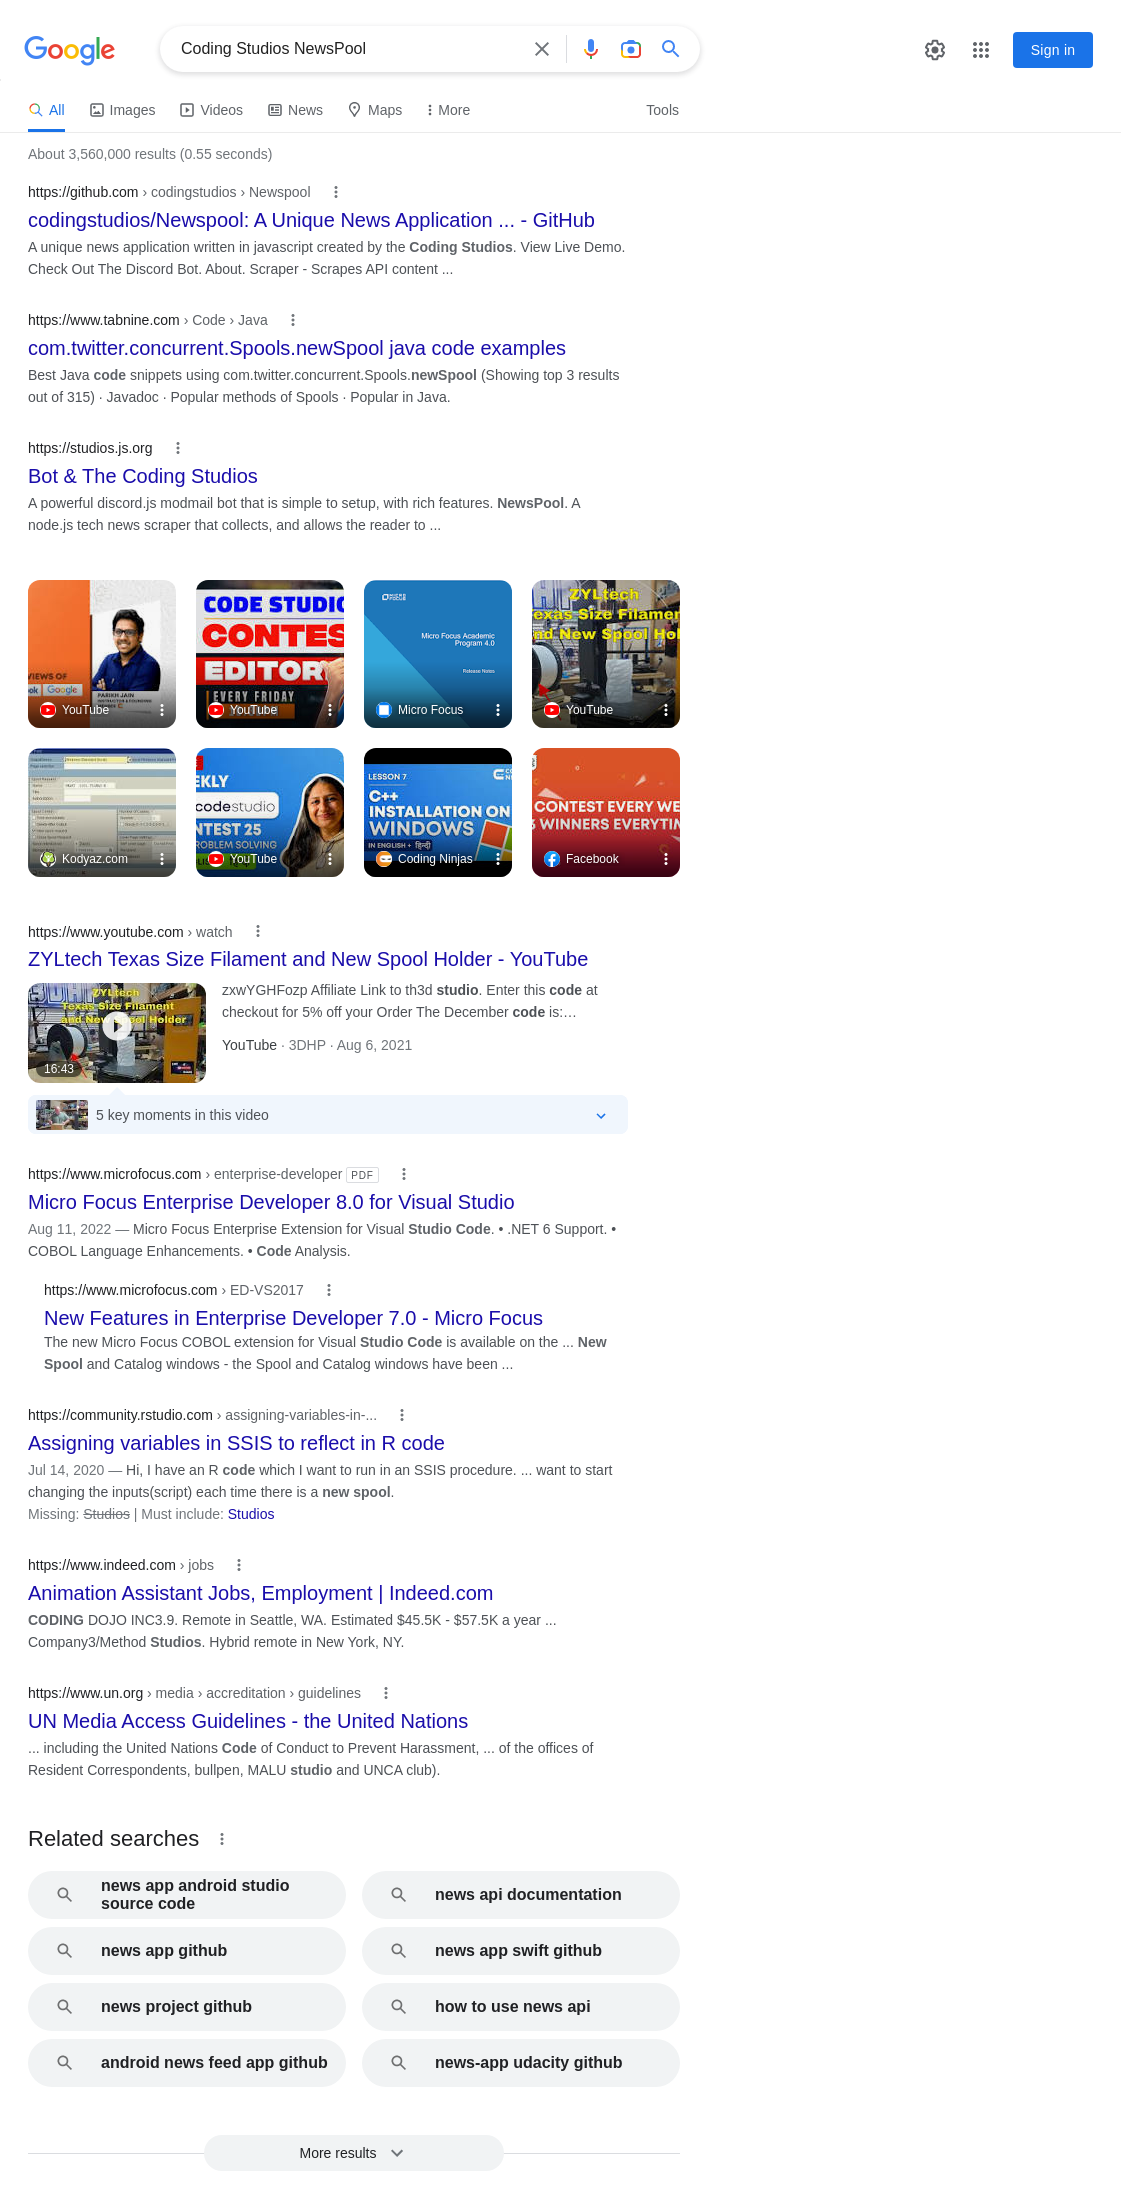 Google
Coding Studios NewsPool
Sign in
All
Images
Videos
News
Maps
More
Tools
About 3,560,000 results (0.55 seconds)
https://github.com › codingstudios › Newspool
codingstudios/Newspool: A Unique News Application ... - GitHub
A unique news application written in javascript created by the Coding Studios. View Live Demo.
Check Out The Discord Bot. About. Scraper - Scrapes API content ...
https://www.tabnine.com › Code › Java
com.twitter.concurrent.Spools.newSpool java code examples
Best Java code snippets using com.twitter.concurrent.Spools.newSpool (Showing top 3 results
out of 315) · Javadoc · Popular methods of Spools · Popular in Java.
https://studios.js.org
Bot & The Coding Studios
A powerful discord.js modmail bot that is simple to setup, with rich features. NewsPool. A
node.js tech news scraper that collects, and allows the reader to ...
VIEWS OF
Google
PARIKH JAIN
YouTube
CODE STUDIO
CONTES
EDITOR
EVERY FRIDAY
YouTube
Micro Focus Academic
Program 4.0
Release Notes
Micro Focus
ZYLtech
Texas Size Filament
and New Spool Hol
YouTube
Kodyaz.com
EKLY
codestudio
NTEST 25
ROBLEM SOLVING
YouTube
LESSON 7
C++
INSTALLATION ON
WINDOWS
IN ENGLISH + हिन्दी
Coding Ninjas
CONTEST EVERY WE
3 WINNERS EVERYTIM
Facebook
https://www.youtube.com › watch
ZYLtech Texas Size Filament and New Spool Holder - YouTube
ZYLtech
Texas Size Filament
and New Spool Holder
16:43
zxwYGHFozp Affiliate Link to th3d studio. Enter this code at
checkout for 5% off your Order The December code is:...
YouTube · 3DHP · Aug 6, 2021
5 key moments in this video
https://www.microfocus.com › enterprise-developer PDF
Micro Focus Enterprise Developer 8.0 for Visual Studio
Aug 11, 2022 — Micro Focus Enterprise Extension for Visual Studio Code. • .NET 6 Support. •
COBOL Language Enhancements. • Code Analysis.
https://www.microfocus.com › ED-VS2017
New Features in Enterprise Developer 7.0 - Micro Focus
The new Micro Focus COBOL extension for Visual Studio Code is available on the ... New
Spool and Catalog windows - the Spool and Catalog windows have been ...
https://community.rstudio.com › assigning-variables-in-...
Assigning variables in SSIS to reflect in R code
Jul 14, 2020 — Hi, I have an R code which I want to run in an SSIS procedure. ... want to start
changing the inputs(script) each time there is a new spool.
Missing: Studios | Must include: Studios
https://www.indeed.com › jobs
Animation Assistant Jobs, Employment | Indeed.com
CODING DOJO INC3.9. Remote in Seattle, WA. Estimated $45.5K - $57.5K a year ...
Company3/Method Studios. Hybrid remote in New York, NY.
https://www.un.org › media › accreditation › guidelines
UN Media Access Guidelines - the United Nations
... including the United Nations Code of Conduct to Prevent Harassment, ... of the offices of
Resident Correspondents, bullpen, MALU studio and UNCA club).
Related searches
news app android studio
source code
news api documentation
news app github
news app swift github
news project github
how to use news api
android news feed app github
news-app udacity github
More results